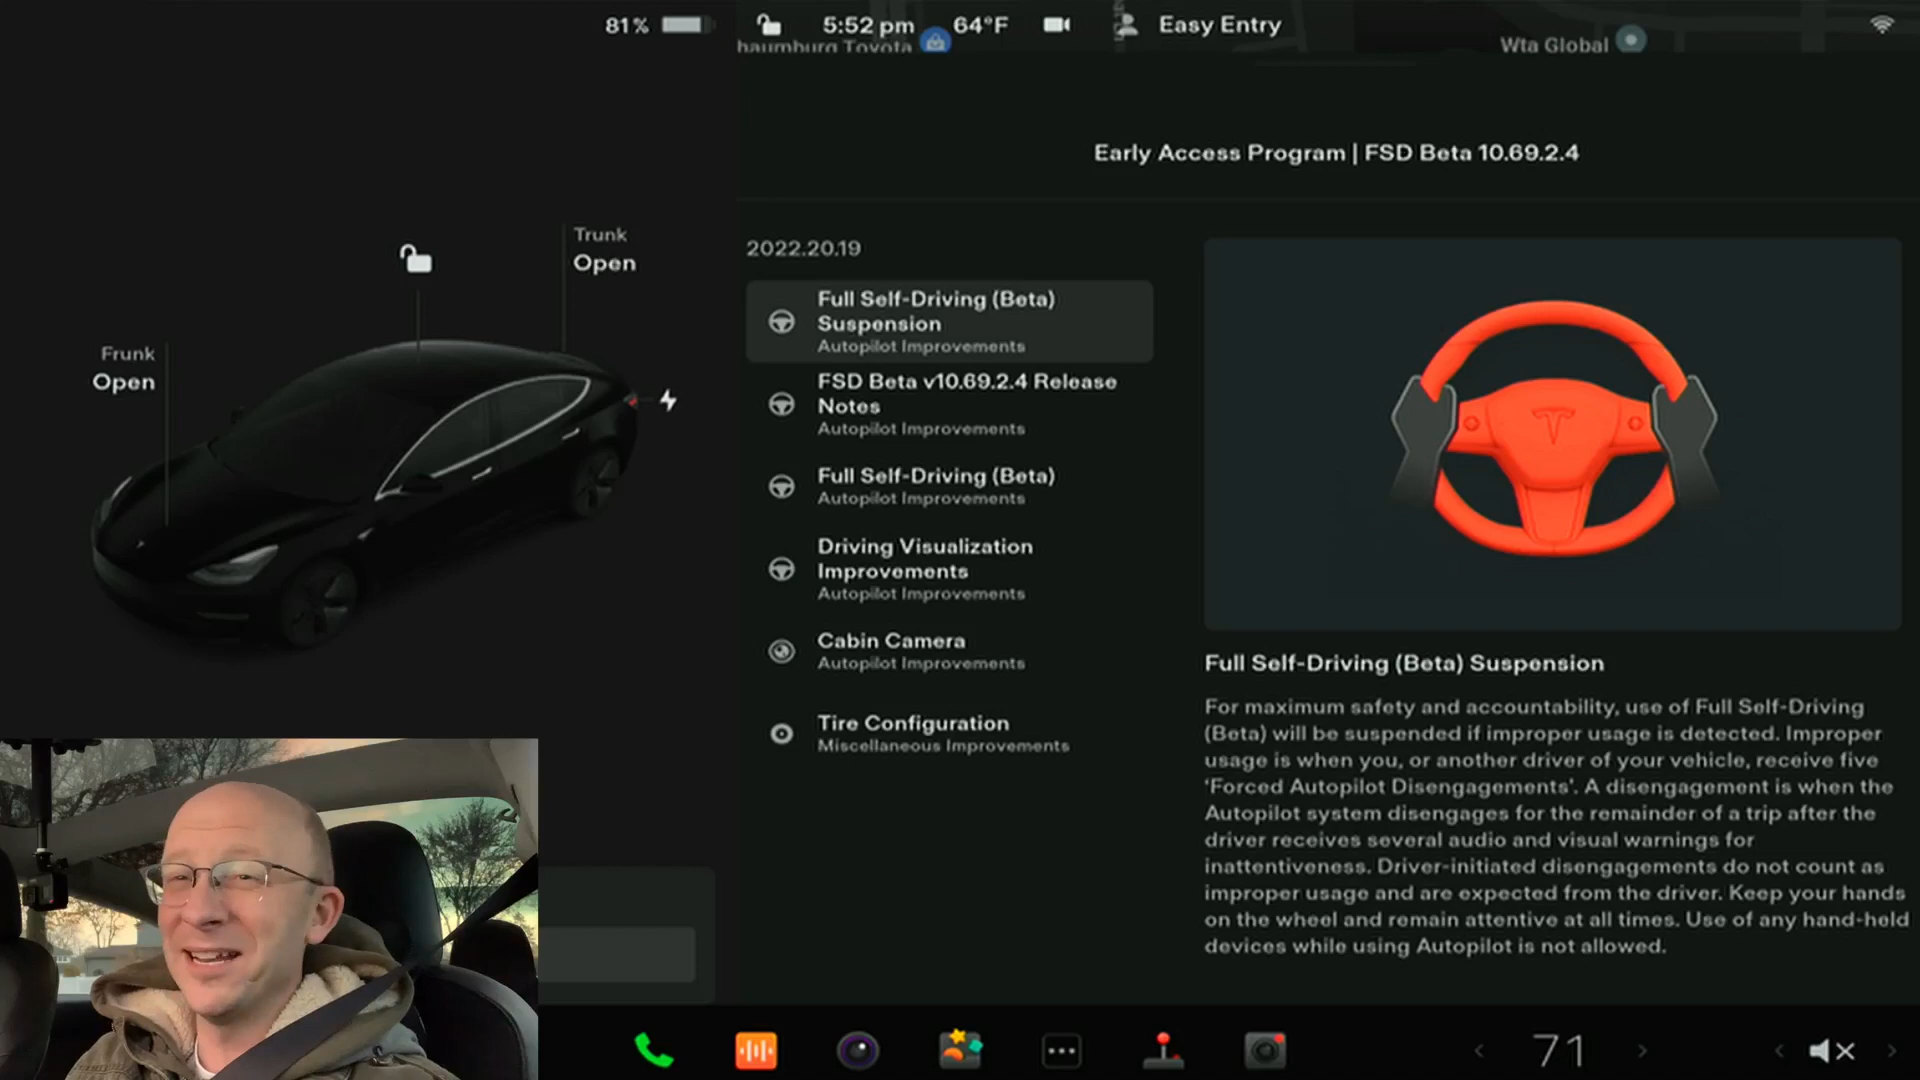 81%
5:52 pm
64°F
Easy Entry
haumburg Toyota
Wta Global
Early Access Program | FSD Beta 10.69.2.4
Trunk
Open
Frunk
Open
2022.20.19
Full Self-Driving (Beta)
Suspension
Autopilot Improvements
FSD Beta v10.69.2.4 Release
Notes
Autopilot Improvements
Full Self-Driving (Beta)
Autopilot Improvements
Driving Visualization
Improvements
Autopilot Improvements
Cabin Camera
Autopilot Improvements
Tire Configuration
Miscellaneous Improvements
Full Self-Driving (Beta) Suspension
For maximum safety and accountability, use of Full Self-Driving
(Beta) will be suspended if improper usage is detected. Improper
usage is when you, or another driver of your vehicle, receive five
'Forced Autopilot Disengagements'. A disengagement is when the
Autopilot system disengages for the remainder of a trip after the
driver receives several audio and visual warnings for
inattentiveness. Driver-initiated disengagements do not count as
improper usage and are expected from the driver. Keep your hands
on the wheel and remain attentive at all times. Use of any hand-held
devices while using Autopilot is not allowed.
71